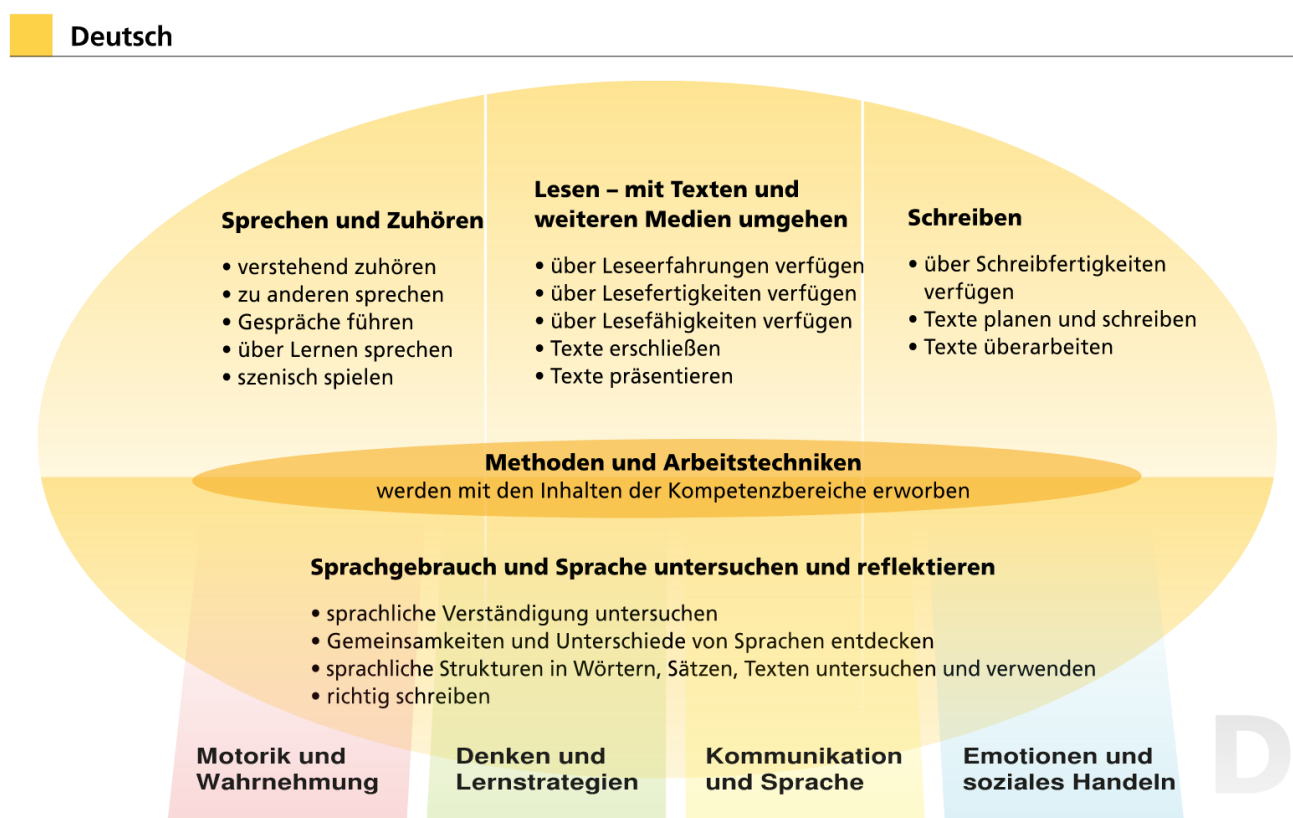 Deutsch
Sprechen und Zuhören
• verstehend zuhören
• zu anderen sprechen
• Gespräche führen
• über Lernen sprechen
• szenisch spielen
Lesen – mit Texten und
weiteren Medien umgehen
• über Leseerfahrungen verfügen
• über Lesefertigkeiten verfügen
• über Lesefähigkeiten verfügen
• Texte erschließen
• Texte präsentieren
Schreiben
• über Schreibfertigkeiten
verfügen
• Texte planen und schreiben
• Texte überarbeiten
Methoden und Arbeitstechniken
werden mit den Inhalten der Kompetenzbereiche erworben
Sprachgebrauch und Sprache untersuchen und reflektieren
• sprachliche Verständigung untersuchen
• Gemeinsamkeiten und Unterschiede von Sprachen entdecken
• sprachliche Strukturen in Wörtern, Sätzen, Texten untersuchen und verwenden
• richtig schreiben
Motorik und
Wahrnehmung
Denken und
Lernstrategien
Kommunikation
und Sprache
Emotionen und
soziales Handeln
D